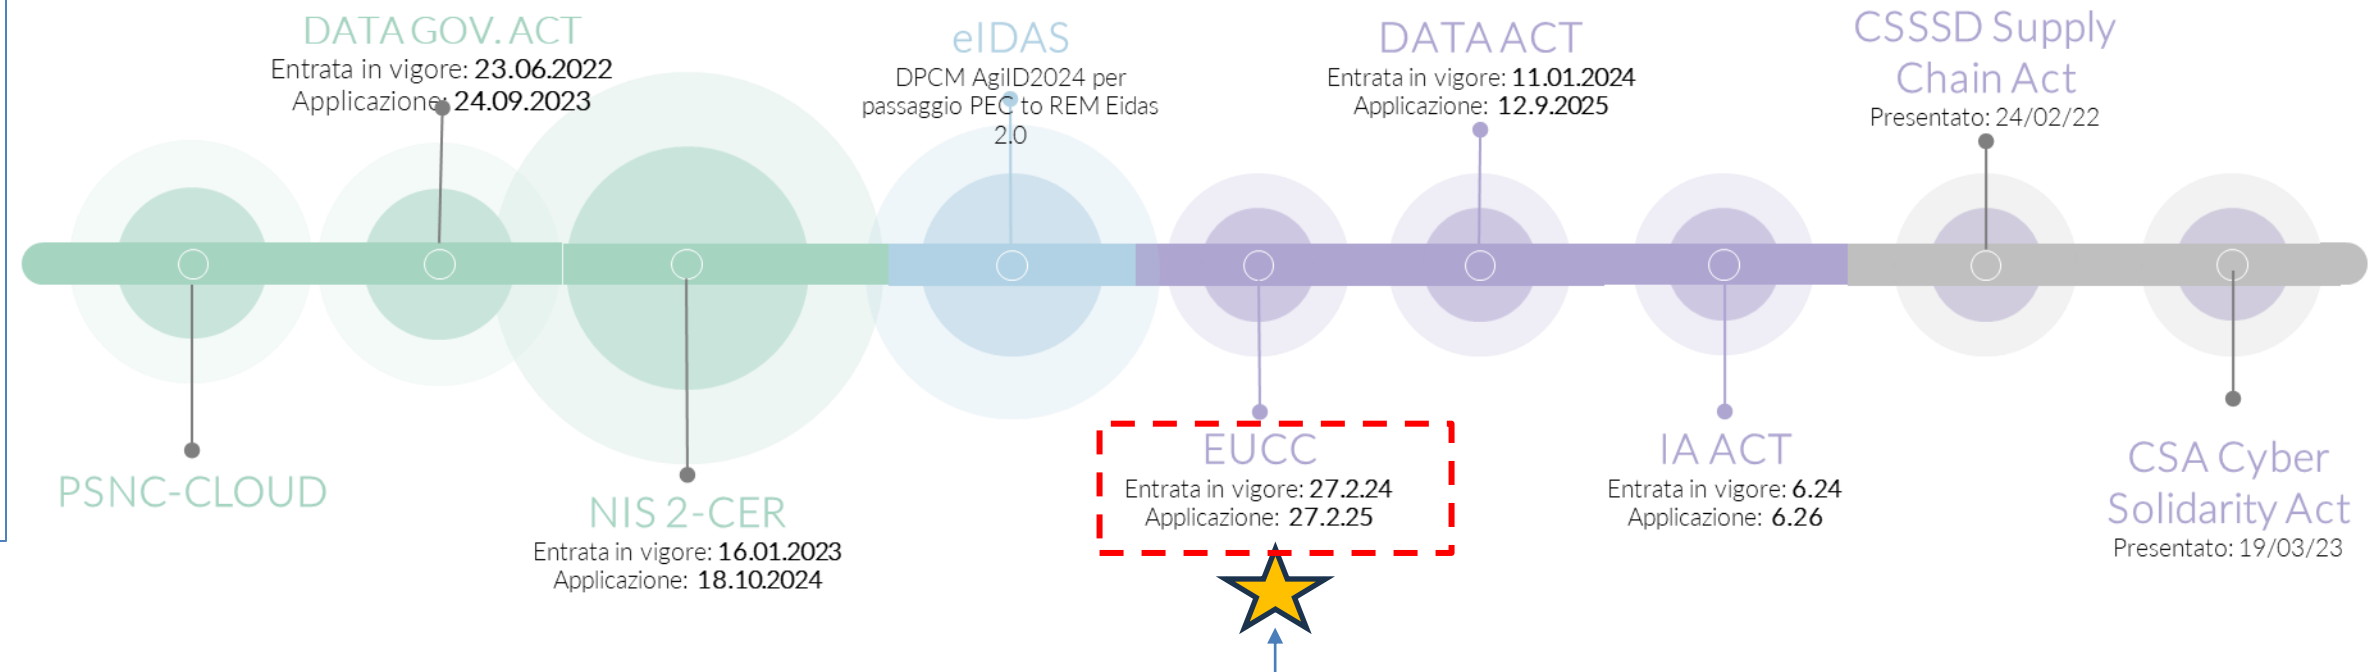 DATA GOV. ACT
Entrata in vigore: 23.06.2022
Applicazione: 24.09.2023
eIDAS
DPCM AgiID2024 per
passaggio PEC to REM Eidas
2.0
DATA ACT
Entrata in vigore: 11.01.2024
Applicazione: 12.9.2025
CSSSD Supply
Chain Act
Presentato: 24/02/22
PSNC-CLOUD
NIS 2-CER
Entrata in vigore: 16.01.2023
Applicazione: 18.10.2024
EUCC
Entrata in vigore: 27.2.24
Applicazione: 27.2.25
IA ACT
Entrata in vigore: 6.24
Applicazione: 6.26
CSA Cyber
Solidarity Act
Presentato: 19/03/23